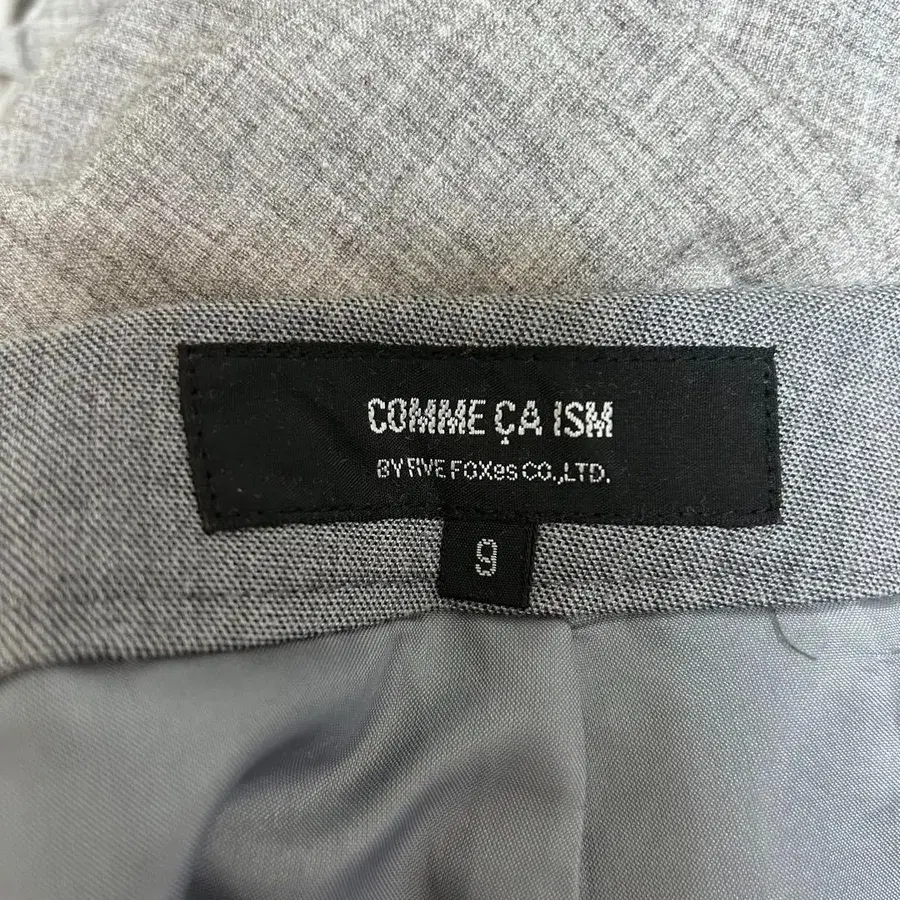 COMME ÇA ISM
BY FIVE FOXes CO.,LTD.
9